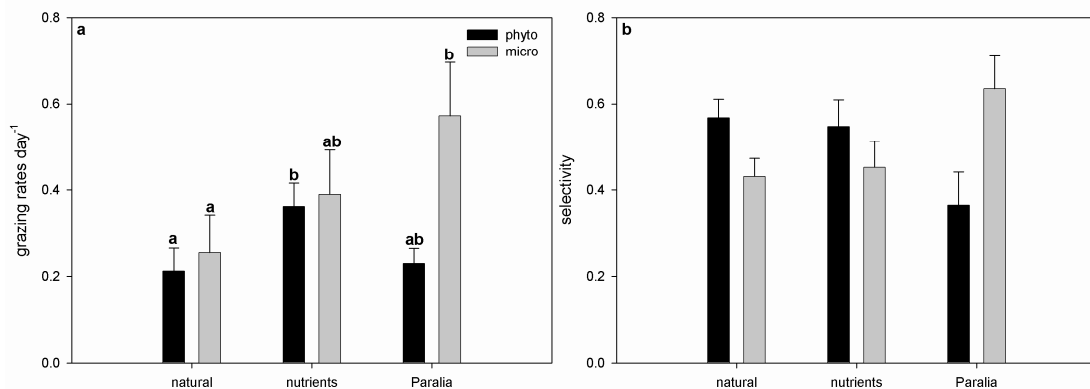 a
phyto
micro
grazing rates day-1
0.8
0.6
0.4
0.2
0.0
a
a
b
ab
ab
b
natural
nutrients
Paralia
b
selectivity
0.8
0.6
0.4
0.2
0.0
natural
nutrients
Paralia